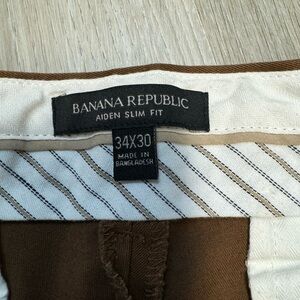 BANANA REPUBLIC
AIDEN SLIM FIT
34X30
MADE IN
BANGLADESH